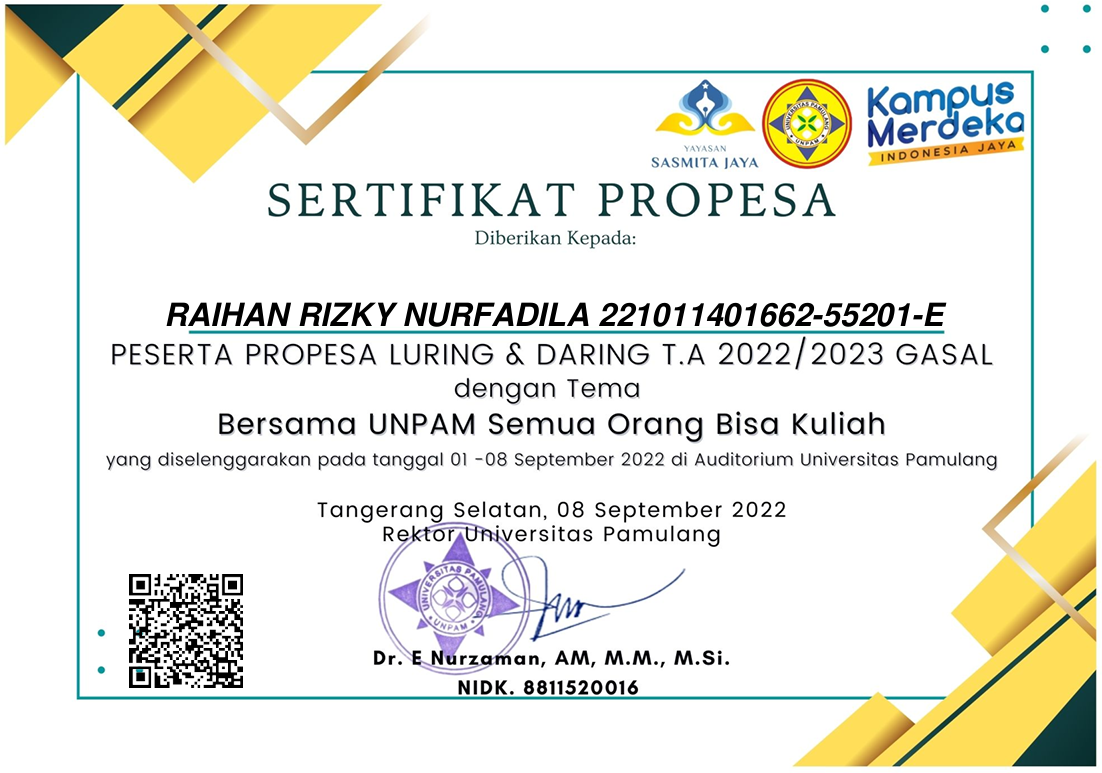 YAYASAN
SASMITA JAYA
UNIVERSITAS PAMULANG
UNPAM
Kampus
Merdeka
INDONESIA JAYA
SERTIFIKAT PROPESA
Diberikan Kepada:
RAIHAN RIZKY NURFADILA 221011401662-55201-E
PESERTA PROPESA LURING & DARING T.A 2022/2023 GASAL
dengan Tema
Bersama UNPAM Semua Orang Bisa Kuliah
yang diselenggarakan pada tanggal 01 -08 September 2022 di Auditorium Universitas Pamulang
Tangerang Selatan, 08 September 2022
Rektor Universitas Pamulang
UNIVERSITAS PAMULANG
UNPAM
Dr. E Nurzaman, AM, M.M., M.Si.
NIDK. 8811520016